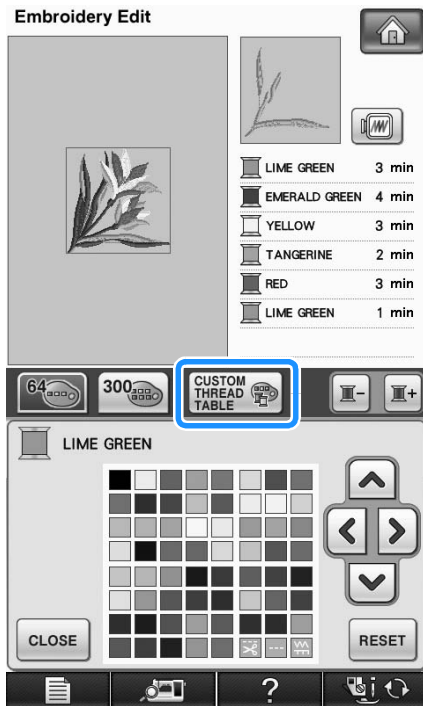 Embroidery Edit
LIME GREEN 3 min
EMERALD GREEN 4 min
YELLOW 3 min
TANGERINE 2 min
RED 3 min
LIME GREEN 1 min
64
300
CUSTOM
THREAD
TABLE
-
+
LIME GREEN
CLOSE
RESET
?